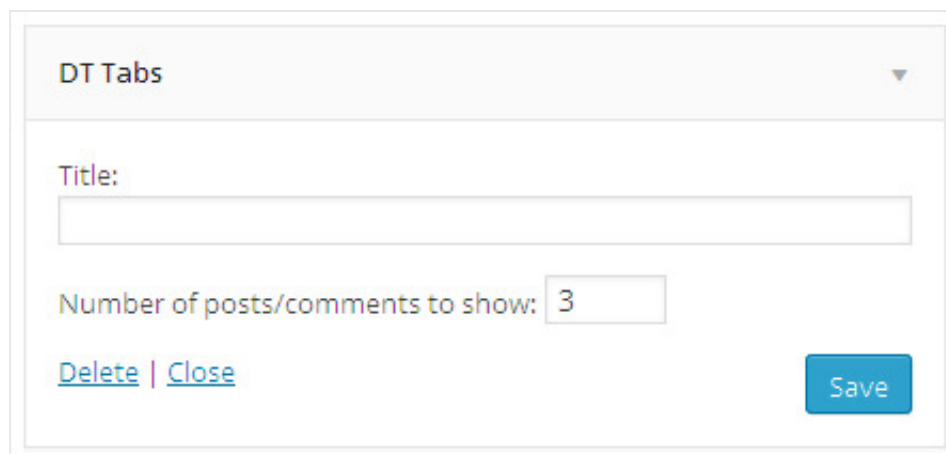 DT Tabs
Title:
Number of posts/comments to show: 3
Delete | Close
Save